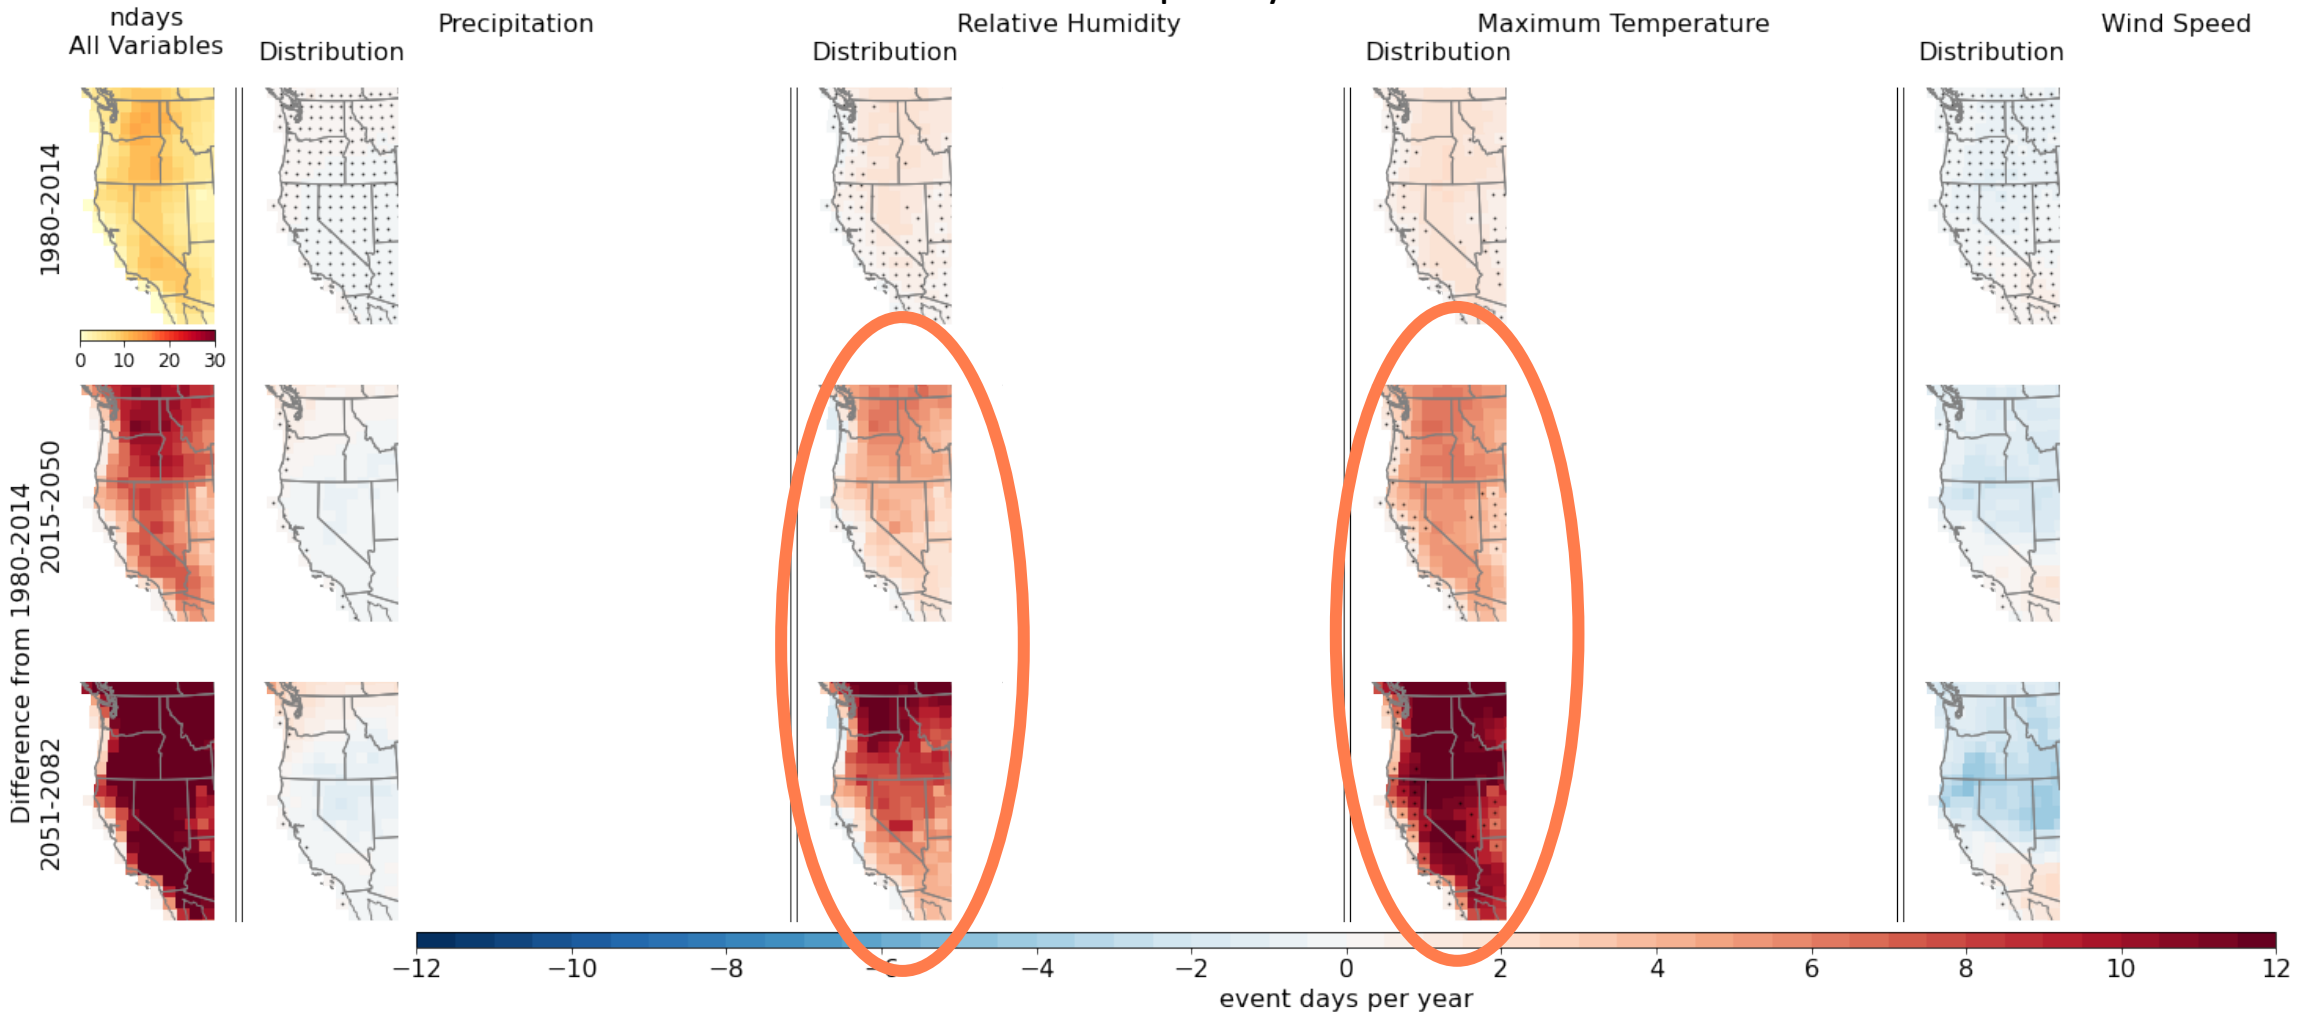 ndays
All Variables
Precipitation
Relative Humidity
Maximum Temperature
Wind Speed
Distribution
Distribution
Distribution
Distribution
1980-2014
0 10 20 30
Difference from 1980-2014
2015-2050
2051-2082
−12 −10 −8 −6 −4 −2 0 2 4 6 8 10 12
event days per year